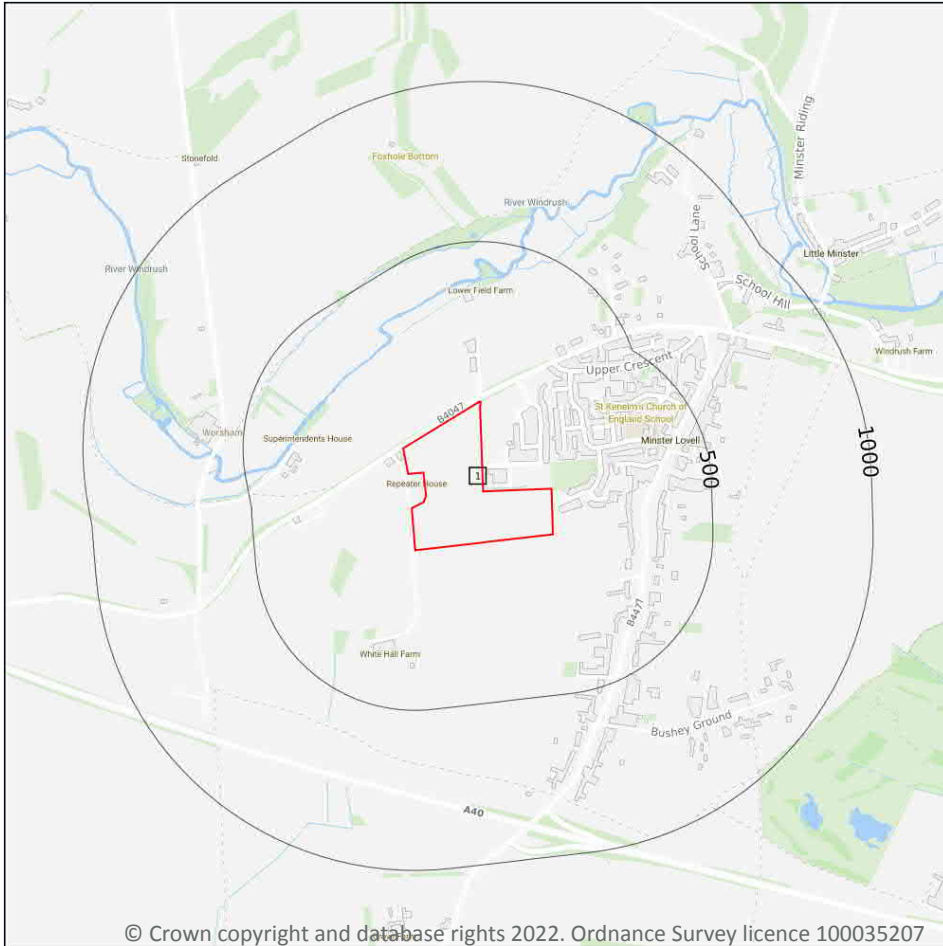 Minster Riding
Stonefold
Foxhole Bottom
River Windrush
School Lane
Little Minster
River Windrush
School Hill
Lower Field Farm
Windrush Farm
Upper Crescent
B4047
St Kenelm's Church of
England School
Minster Lovell
Worsham
Superintendents House
500
1000
1
Repeater House
B4477
White Hall Farm
Bushey Ground
A40
© Crown copyright and database rights 2022. Ordnance Survey licence 100035207